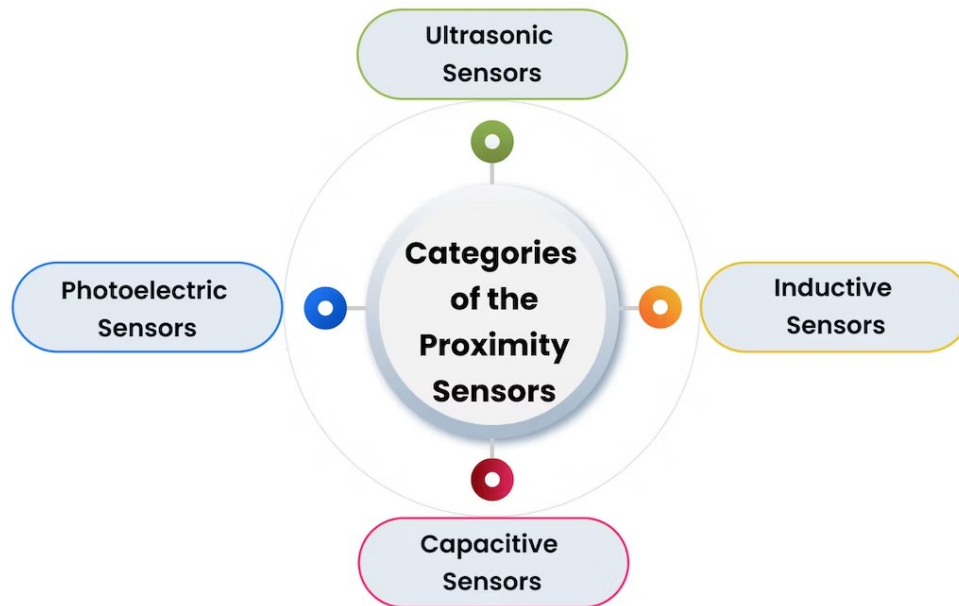 Ultrasonic
Sensors
Categories
of the
Proximity
Sensors
Photoelectric
Sensors
Inductive
Sensors
Capacitive
Sensors